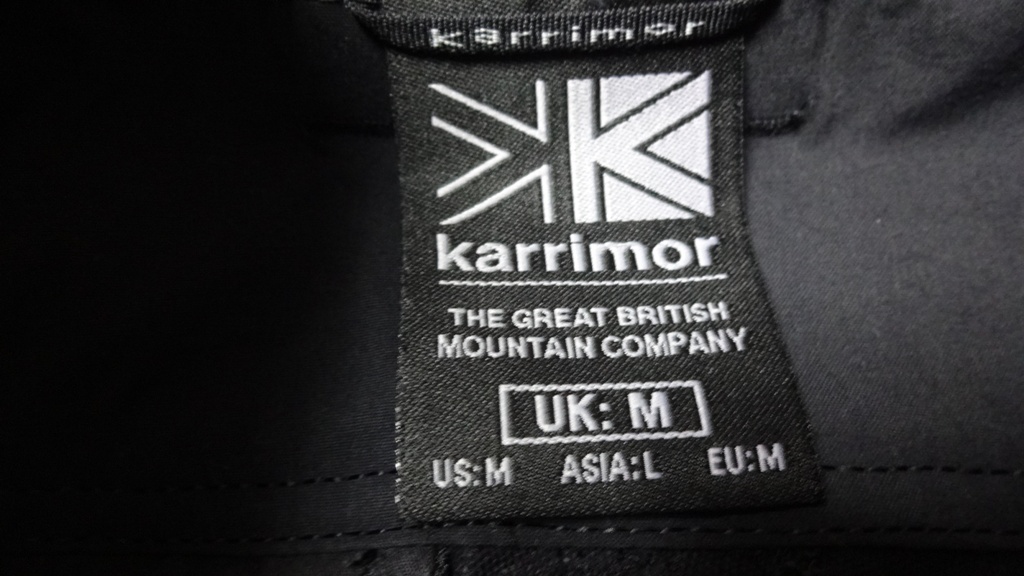 karrimor
karrimor
THE GREAT BRITISH
MOUNTAIN COMPANY
UK: M
US:M ASIA:L EU:M